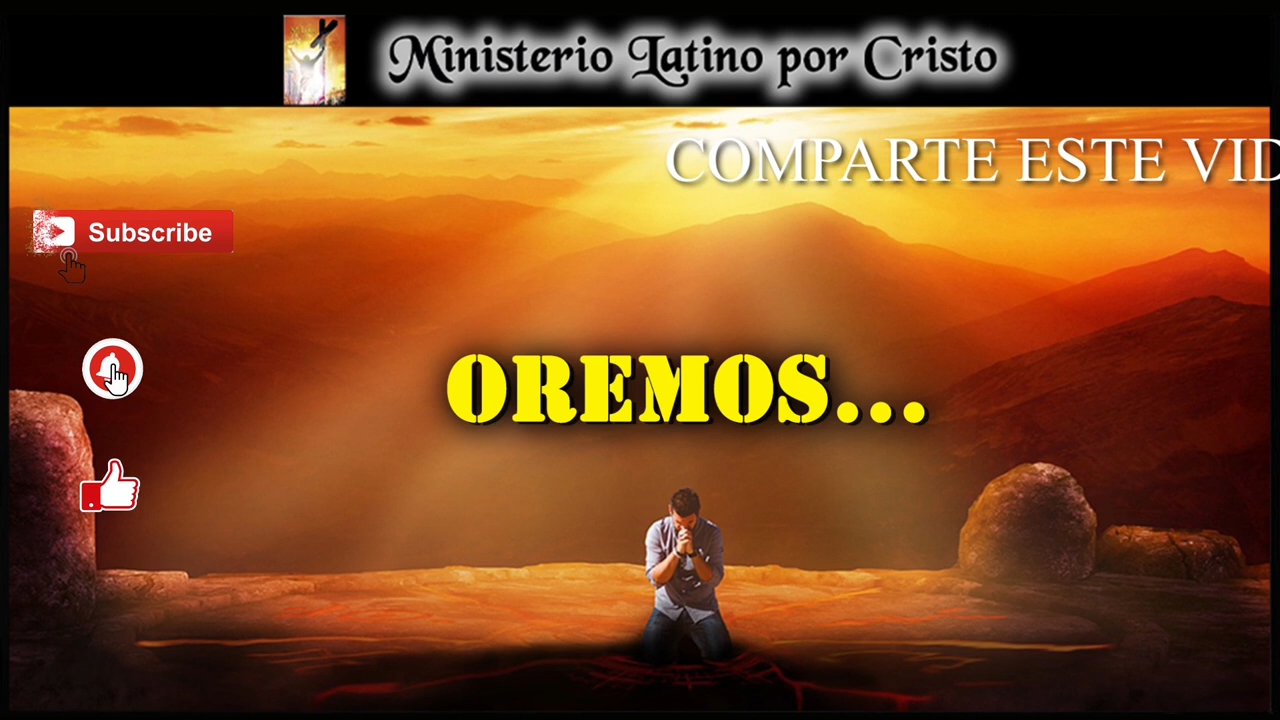 Ministerio Latino por Cristo
COMPARTE ESTE VID
Subscribe
OREMOS...